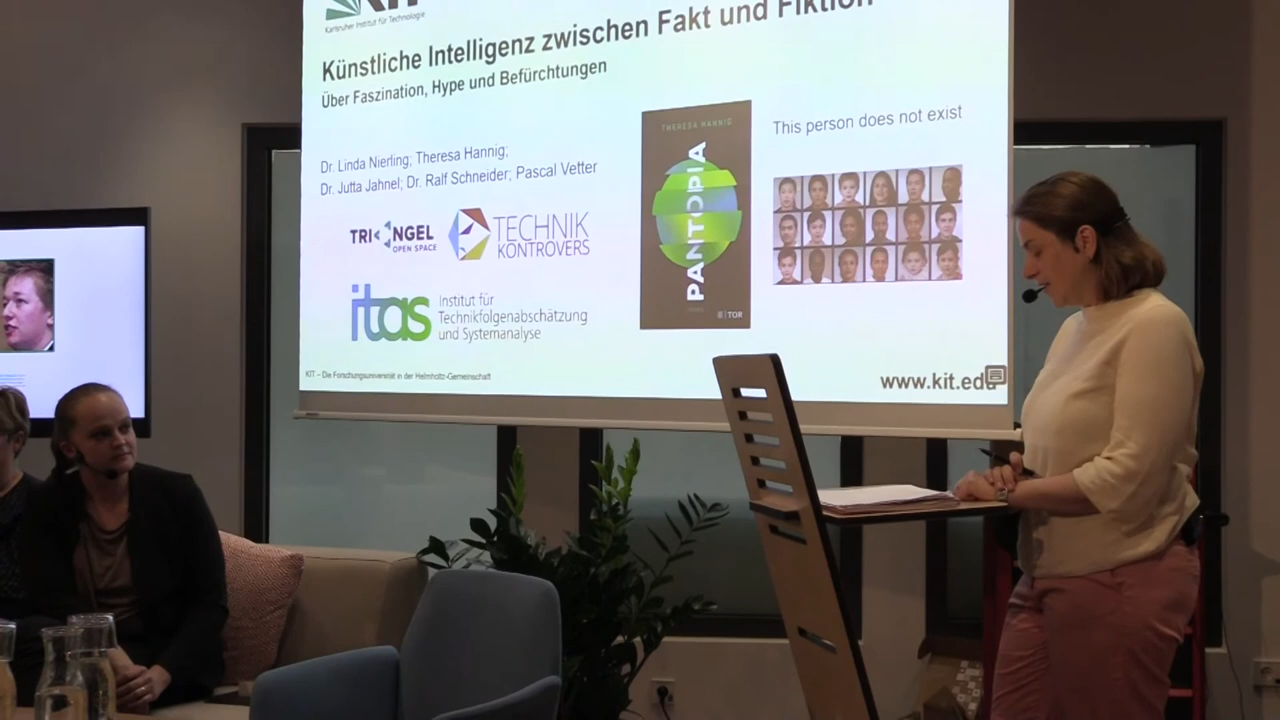 Karlsruher Institut für Technologie
Künstliche Intelligenz zwischen Fakt und Fiktion
Über Faszination, Hype und Befürchtungen
Dr. Linda Nierling; Theresa Hannig;
Dr. Jutta Jahnel; Dr. Ralf Schneider; Pascal Vetter
TRIANGEL
OPEN SPACE
TECHNIK
KONTROVERS
itas
Institut für
Technikfolgenabschätzung
und Systemanalyse
THERESA HANNIG
PANTOPIA
TOR
This person does not exist
KIT – Die Forschungsuniversität in der Helmholtz-Gemeinschaft
www.kit.edu